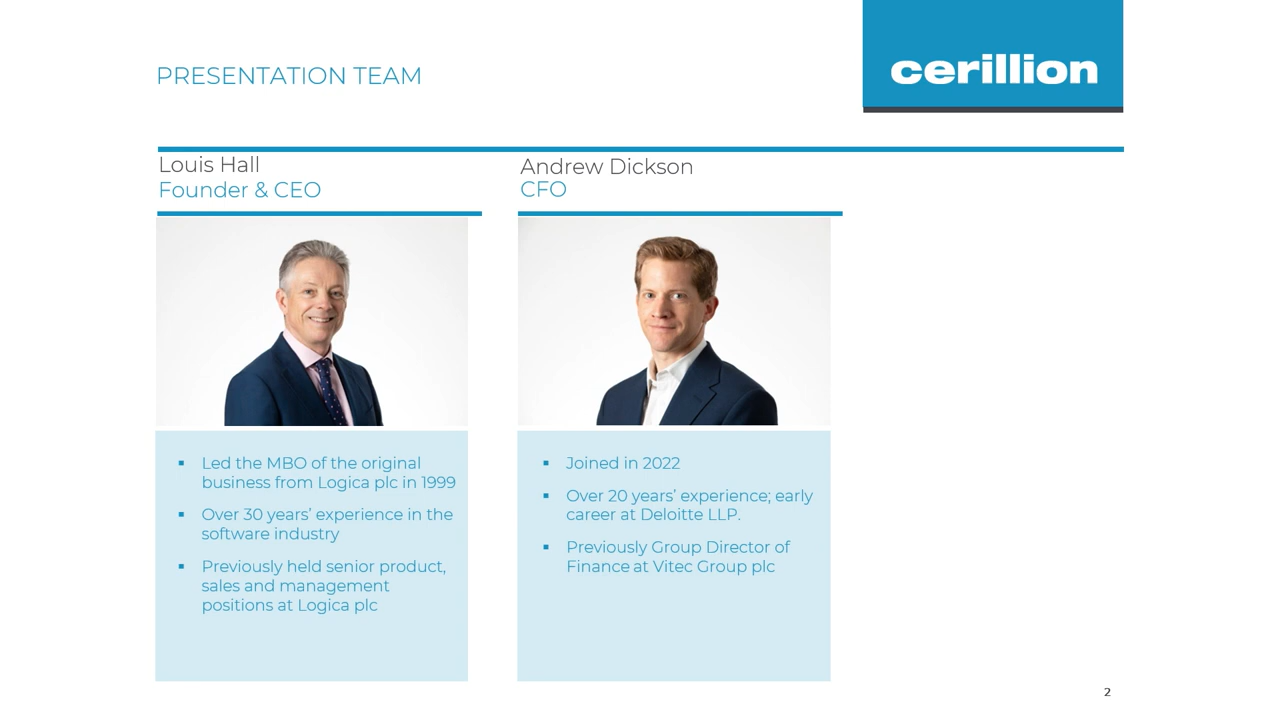 PRESENTATION TEAM
cerillion
Louis Hall
Founder & CEO
Andrew Dickson
CFO
▪ Led the MBO of the original
business from Logica plc in 1999
▪ Over 30 years’ experience in the
software industry
▪ Previously held senior product,
sales and management
positions at Logica plc
▪ Joined in 2022
▪ Over 20 years’ experience; early
career at Deloitte LLP.
▪ Previously Group Director of
Finance at Vitec Group plc
2